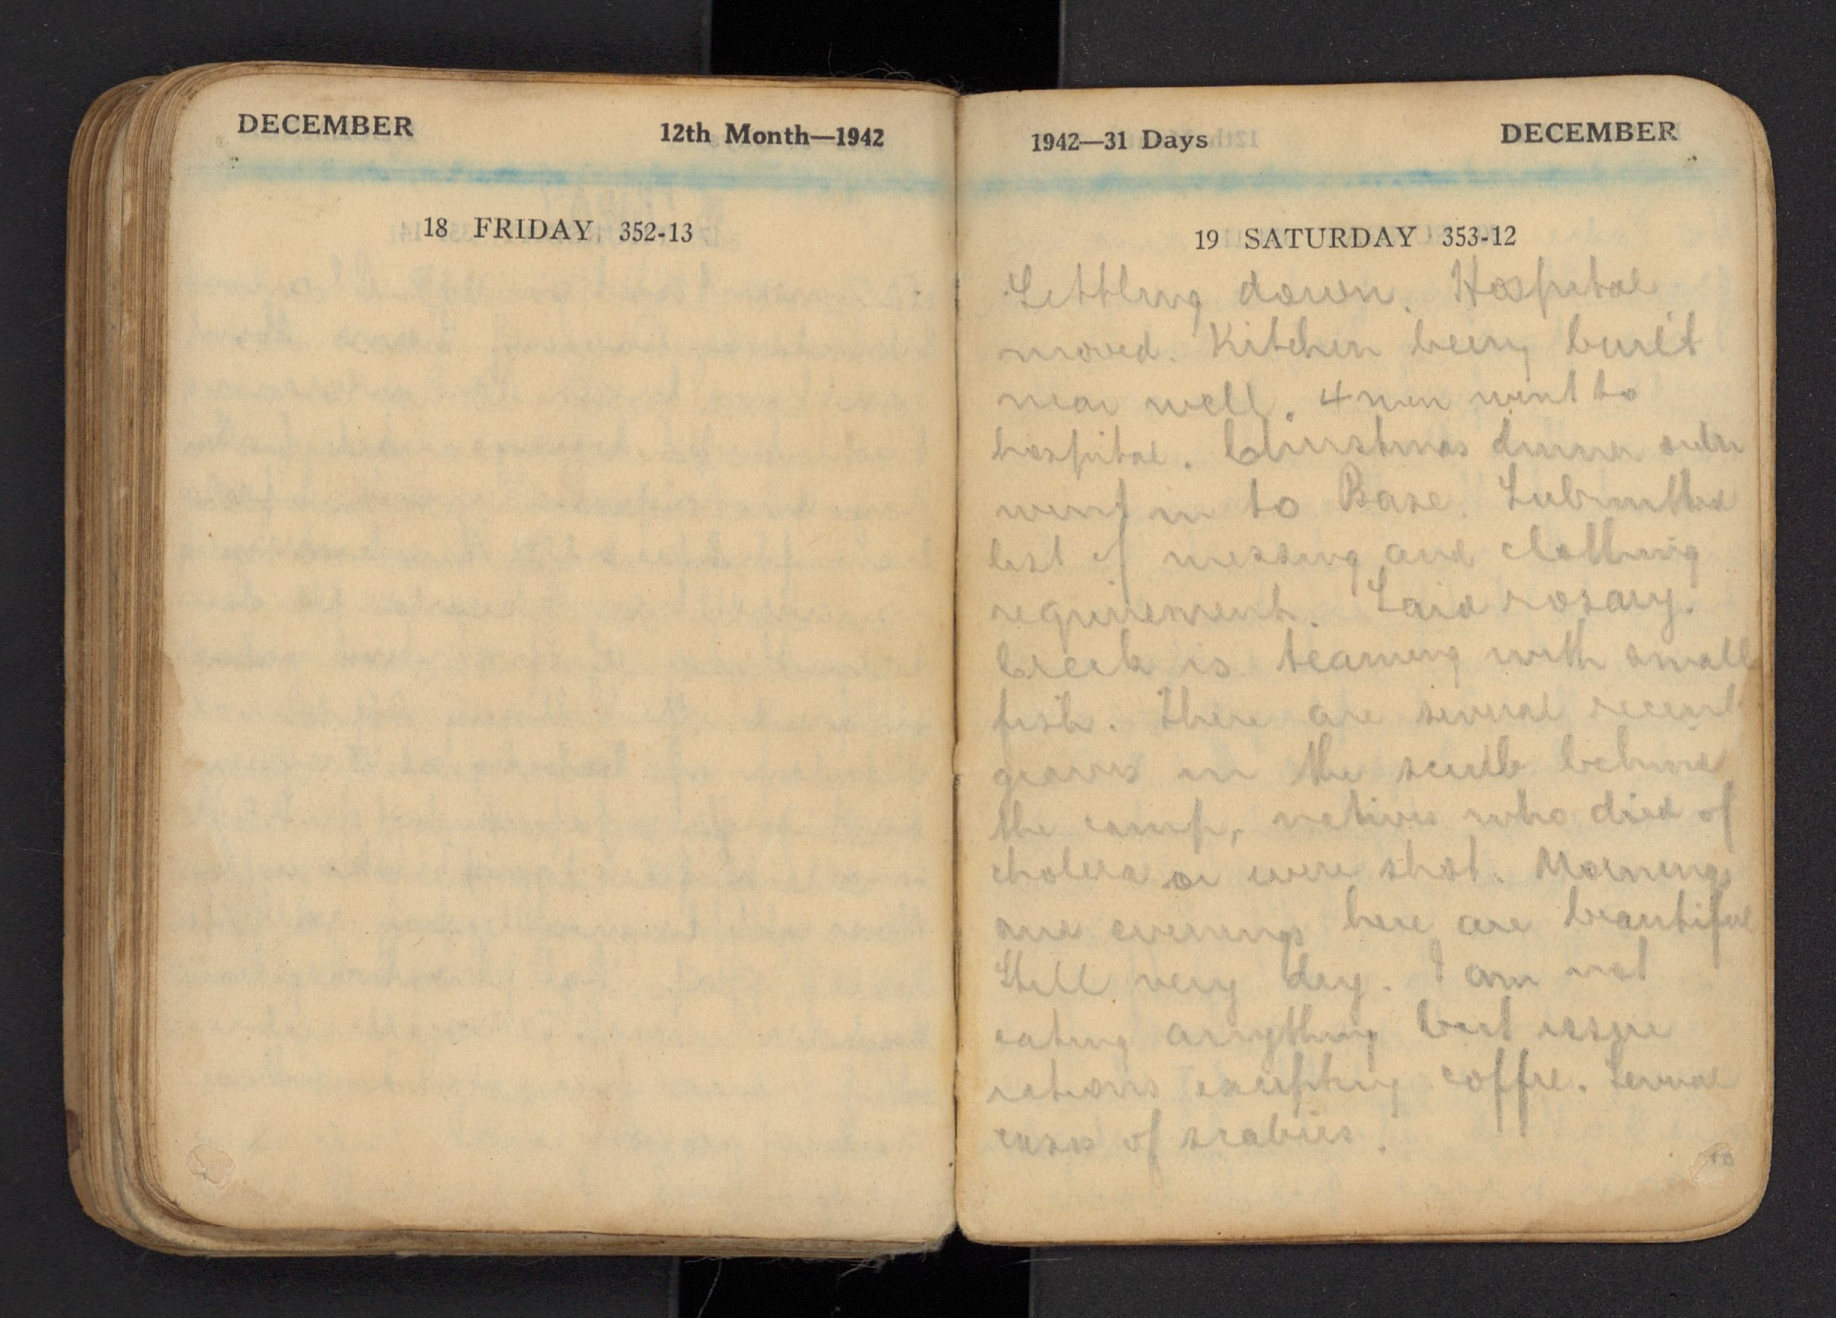 DECEMBER 12th Month—1942
18 FRIDAY 352-13
1942—31 Days DECEMBER
19 SATURDAY 353-12
Settling down. Hospital
moved. Kitchen being built
near well. 4 men went to
hospital. Christmas dinner order
went in to Base. Submitted
list of messing and clothing
requirement. Said rosary.
Creek is teaming with small
fish. There are several recent
graves in the scrub behind
the camp, natives who died of
cholera or were shot. Mornings
and evenings here are beautiful
Still very dry. I am not
eating anything but issue
rations excepting coffee. Several
cases of scabies.